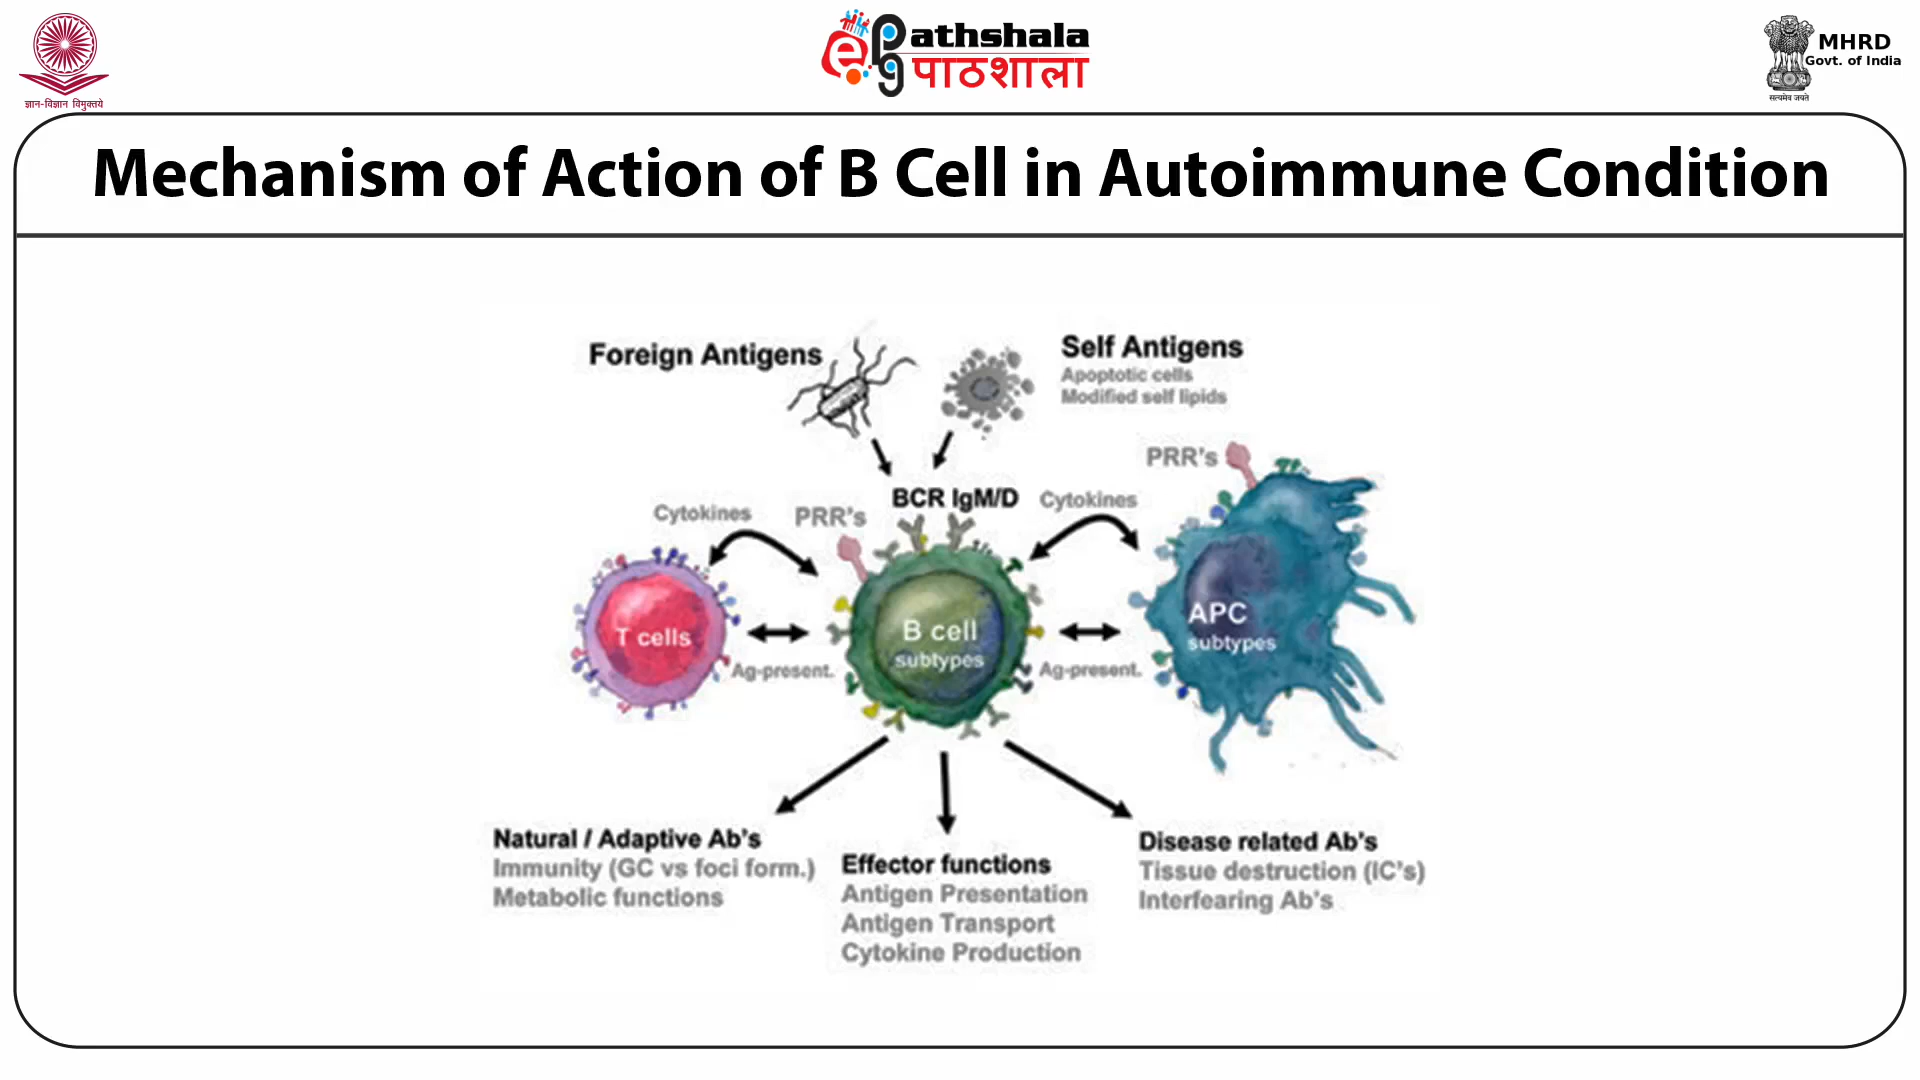 ज्ञान-विज्ञान विमुक्तये
ePathshala
पाठशाला
MHRD
Govt. of India
सत्यमेव जयते
Mechanism of Action of B Cell in Autoimmune Condition
Foreign Antigens
Self Antigens
Apoptotic cells
Modified self lipids
PRR's
BCR IgM/D
Cytokines
Cytokines
PRR's
T cells
B cell
subtypes
APC
subtypes
Ag-present.
Ag-present.
Natural / Adaptive Ab's
Immunity (GC vs foci form.)
Metabolic functions
Effector functions
Antigen Presentation
Antigen Transport
Cytokine Production
Disease related Ab's
Tissue destruction (IC's)
Interfearing Ab's